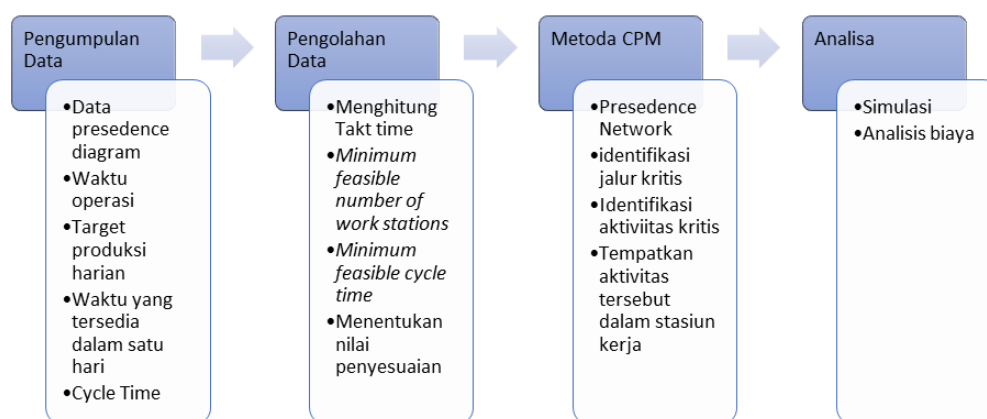 Pengumpulan
Data
•Data
presedence
diagram
•Waktu
operasi
•Target
produksi
harian
•Waktu yang
tersedia
dalam satu
hari
•Cycle Time
Pengolahan
Data
•Menghitung
Takt time
•Minimum
feasible
number of
work stations
•Minimum
feasible cycle
time
•Menentukan
nilai
penyesuaian
Metoda CPM
•Presedence
Network
•identifikasi
jalur kritis
•Identifikasi
aktiviitas kritis
•Tempatkan
aktivitas
tersebut
dalam stasiun
kerja
Analisa
•Simulasi
•Analisis biaya